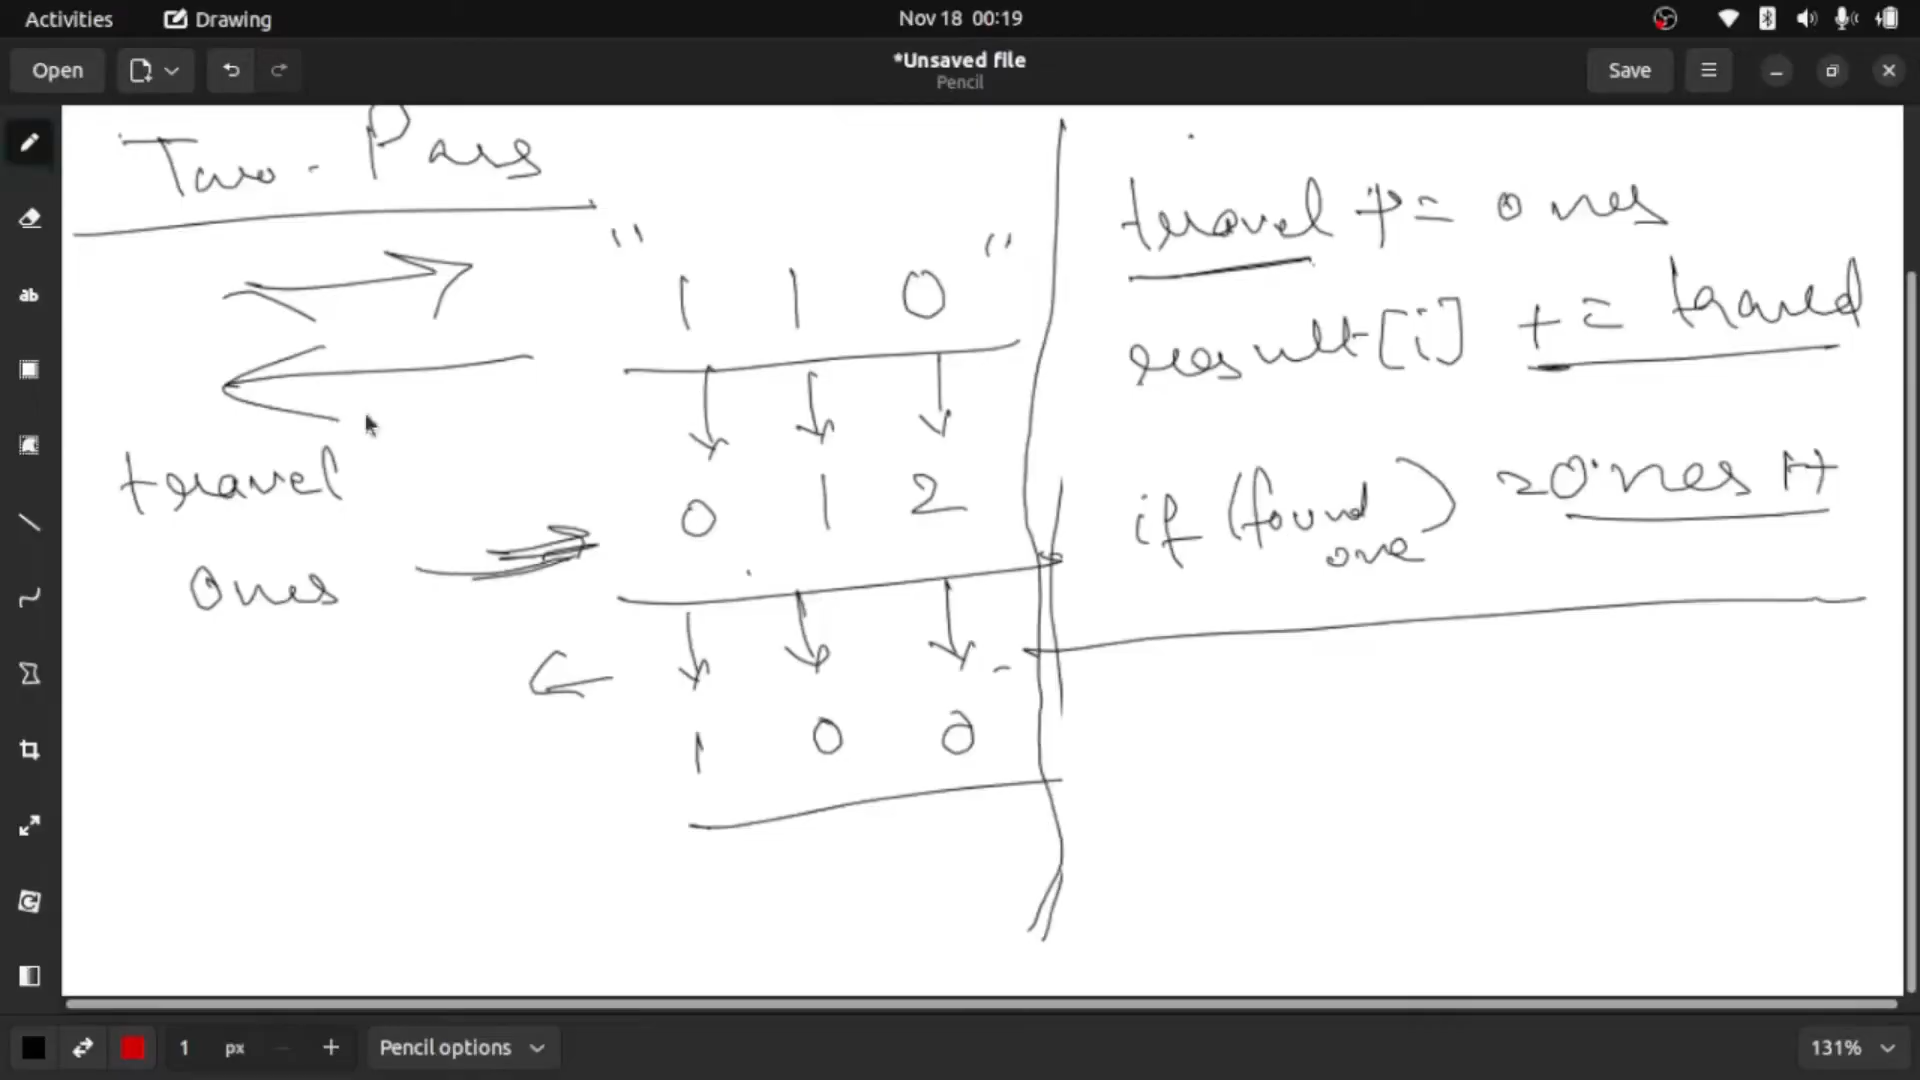 Activities Drawing Nov 18 00:19
Open *Unsaved file Save
Pencil
ab
Two-Pass
" 1 1 0 "
travel
ones
0 1 2
1 0 0
travel += ones
result[i] += travel
if (found one) ones ++
1 px Pencil options 131%